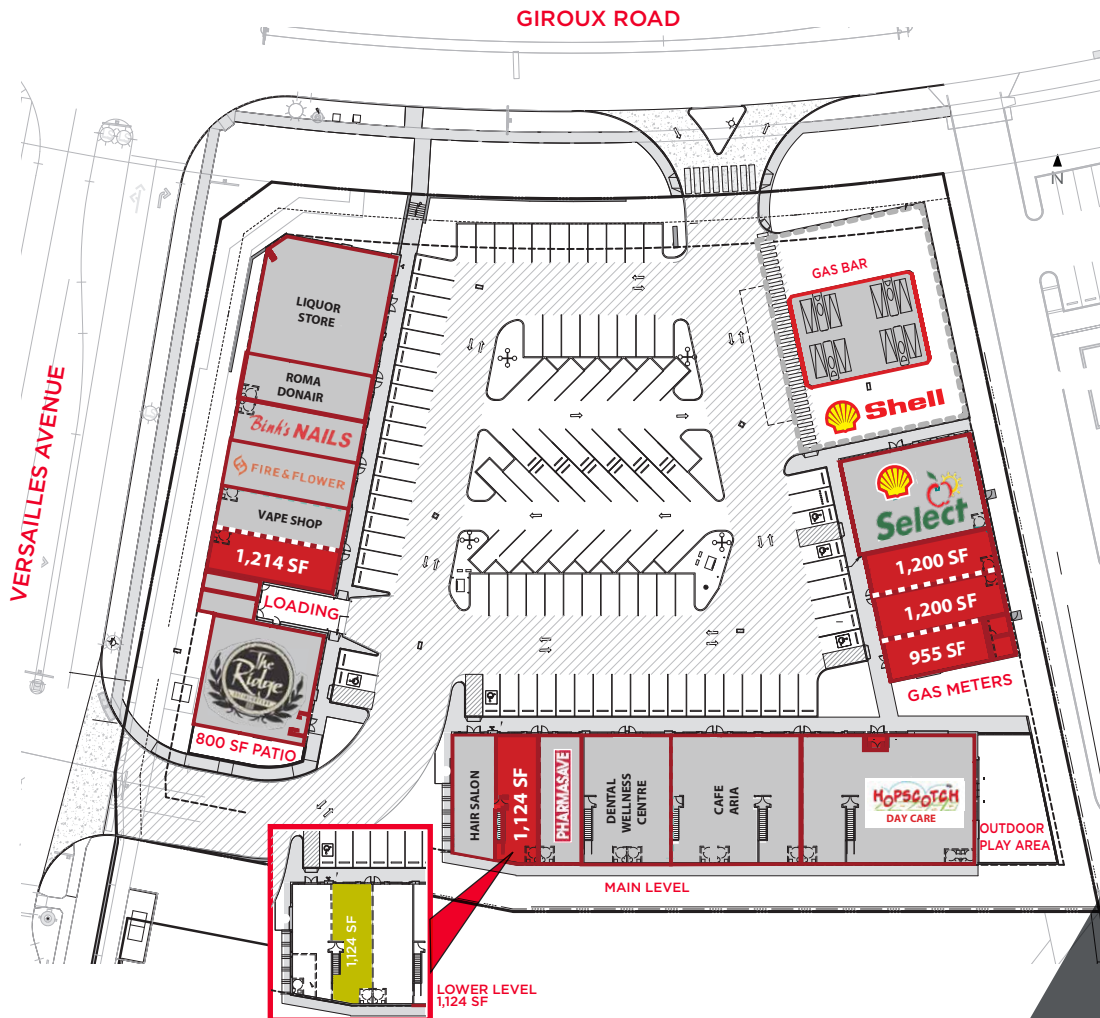 GIROUX ROAD
N
GAS BAR
LIQUOR
STORE
VERSAILLES AVENUE
ROMA
DONAIR
Shell
Binh's NAILS
FIRE & FLOWER
Select
VAPE SHOP
1,214 SF
1,200 SF
LOADING
1,200 SF
The
Ridge
955 SF
GAS METERS
800 SF PATIO
HAIR SALON
1,124 SF
PHARMASAVE
DENTAL
WELLNESS
CENTRE
CAFE
ARIA
HOPSCOTCH
DAY CARE
OUTDOOR
PLAY AREA
MAIN LEVEL
1,124 SF
LOWER LEVEL
1,124 SF